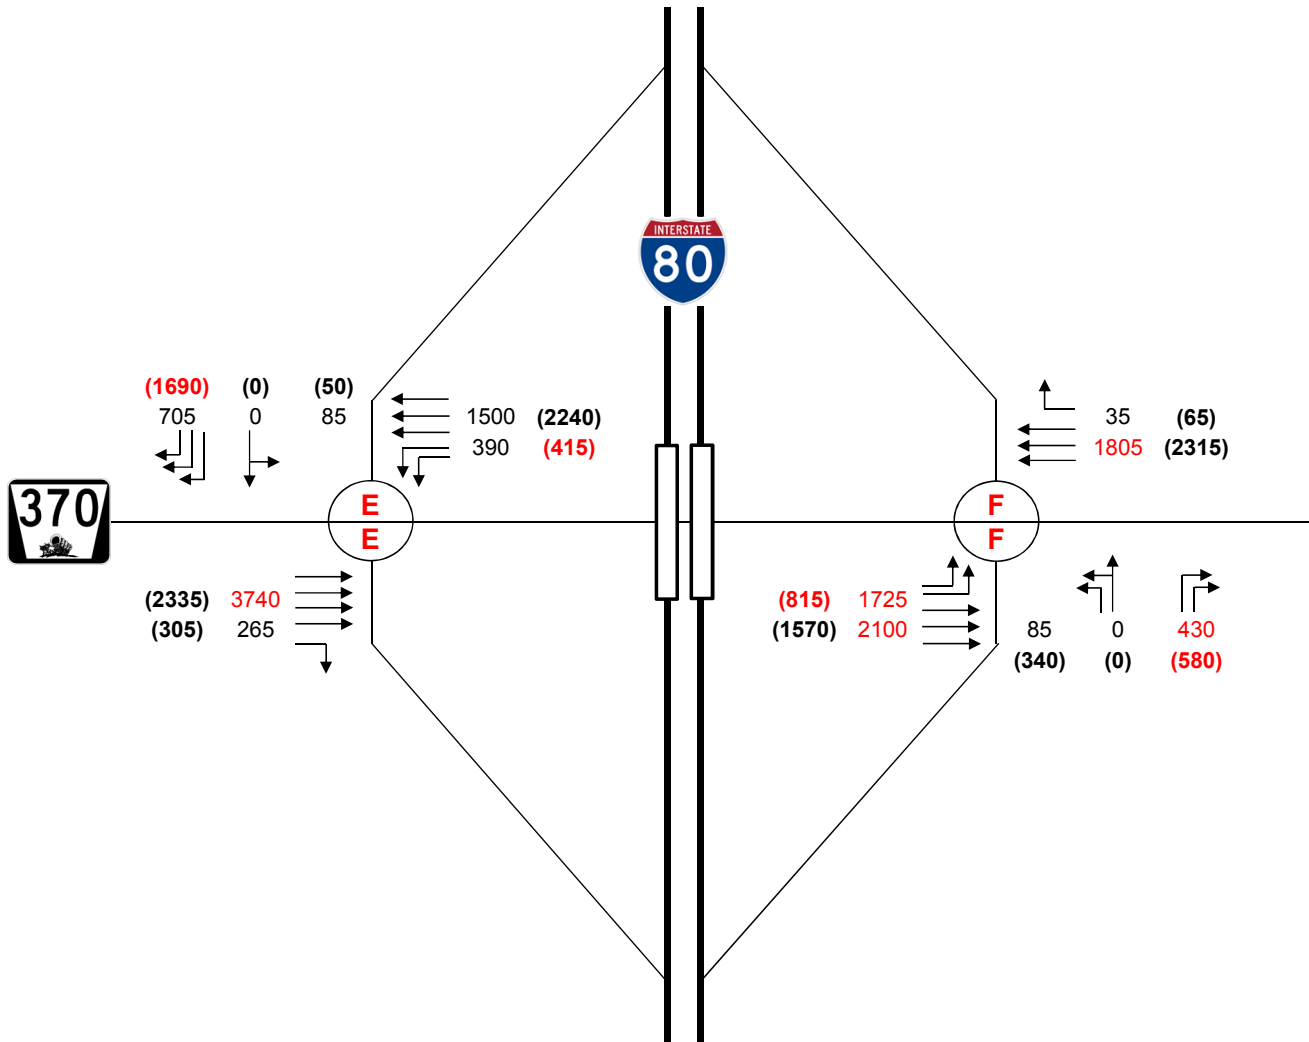 INTERSTATE
80
(1690) (0) (50)
705 0 85
1500 (2240)
390 (415)
35 (65)
1805 (2315)
370
E
E
F
F
(2335) 3740
(305) 265
(815) 1725
(1570) 2100
85 0 430
(340) (0) (580)